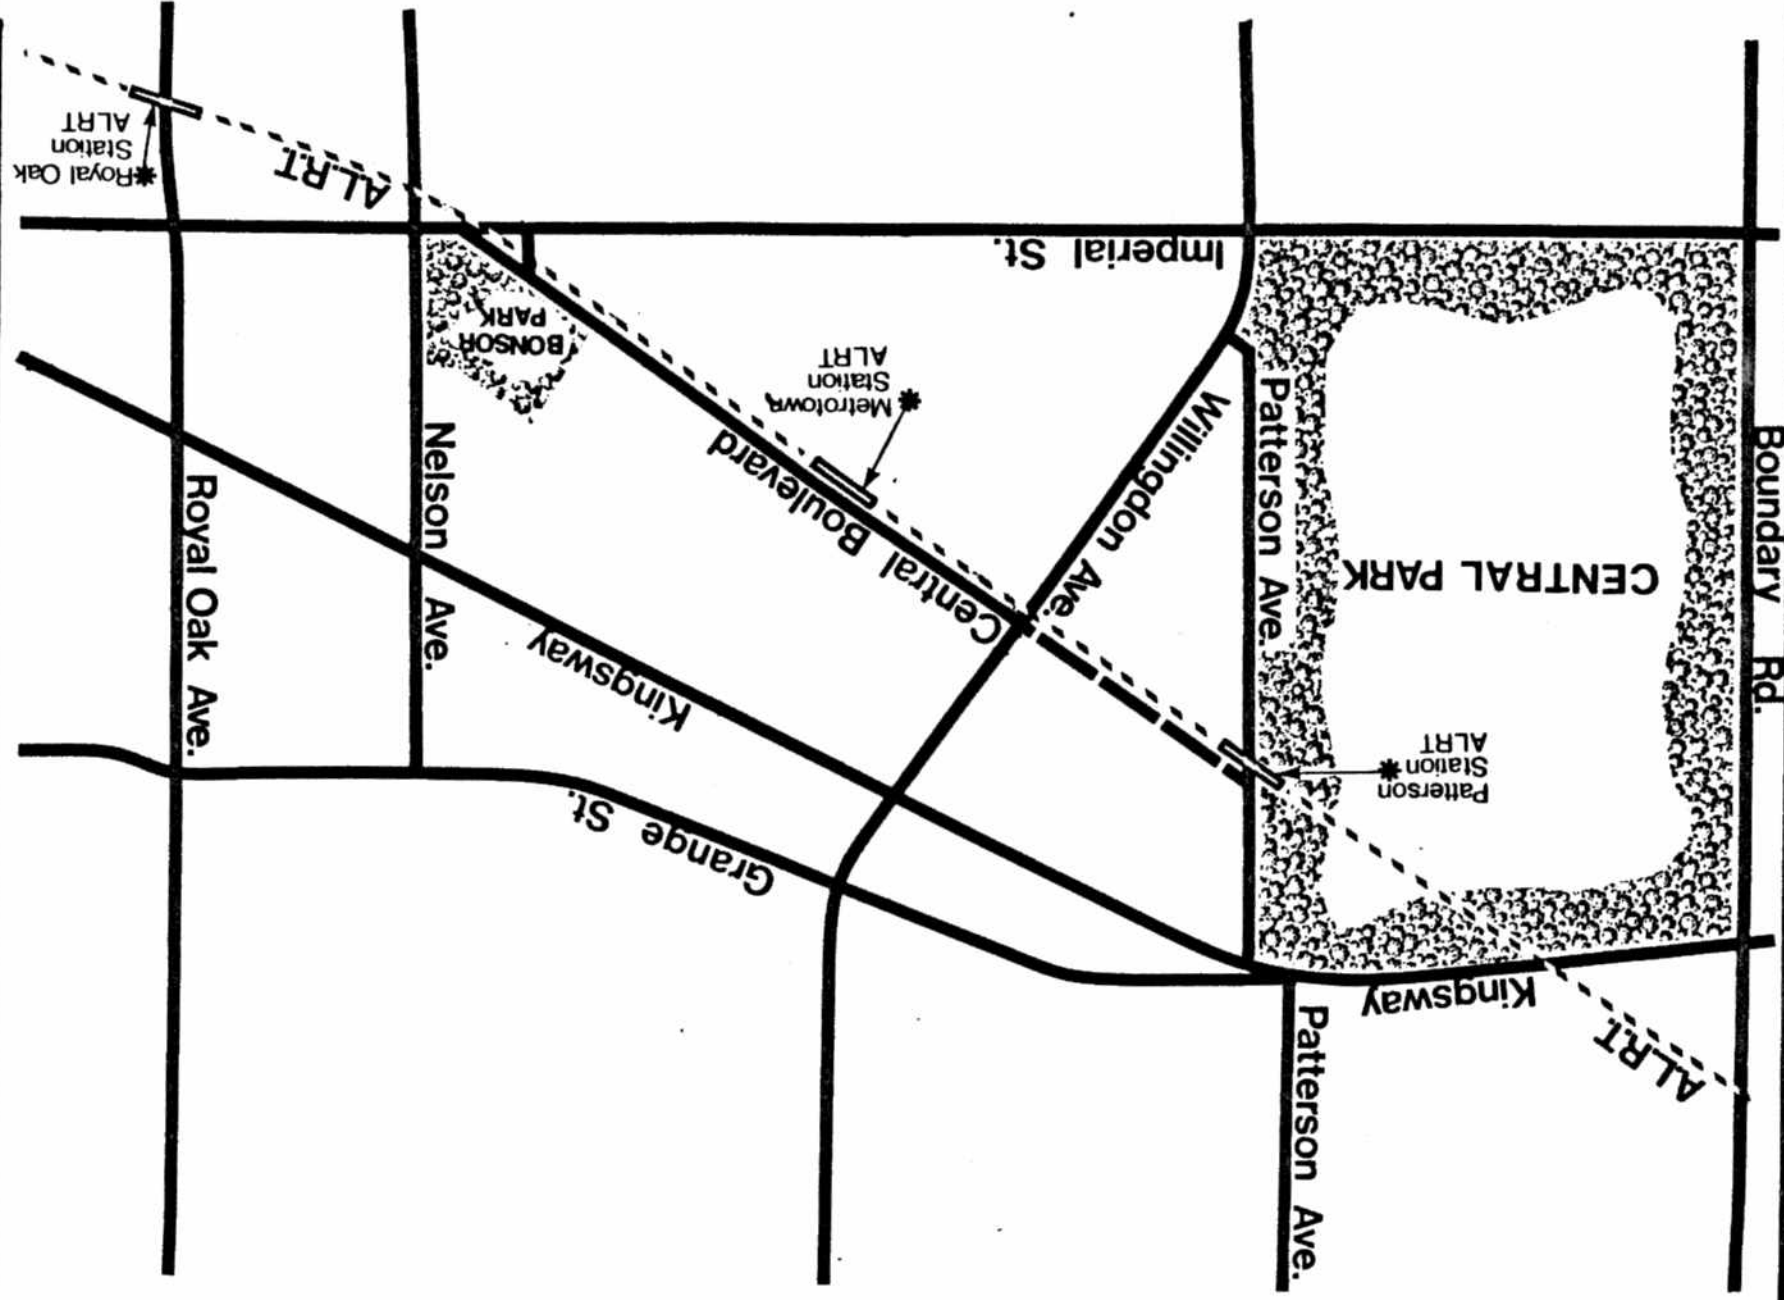 A.L.R.T.
Patterson Ave.
Kingsway
Boundary Rd.
Patterson
Station
ALRT
CENTRAL PARK
Patterson Ave.
Grange St.
Kingsway
Willingdon Ave.
Central Boulevard
Metrotown
Station
ALRT
Nelson Ave.
Royal Oak Ave.
BONSOR
PARK
Imperial St.
A.L.R.T.
Royal Oak
Station
ALRT